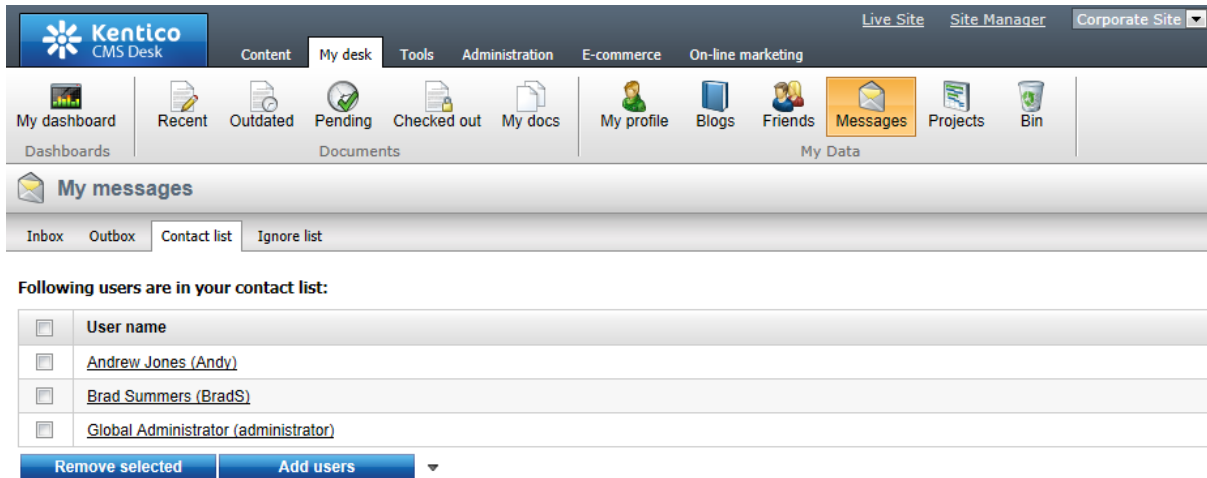 Live Site Site Manager Corporate Site
Kentico
CMS Desk
Content My desk Tools Administration E-commerce On-line marketing
My dashboard Recent Outdated Pending Checked out My docs My profile Blogs Friends Messages Projects Bin
Dashboards Documents My Data
My messages
Inbox Outbox Contact list Ignore list
Following users are in your contact list:
User name
Andrew Jones (Andy)
Brad Summers (BradS)
Global Administrator (administrator)
Remove selected Add users